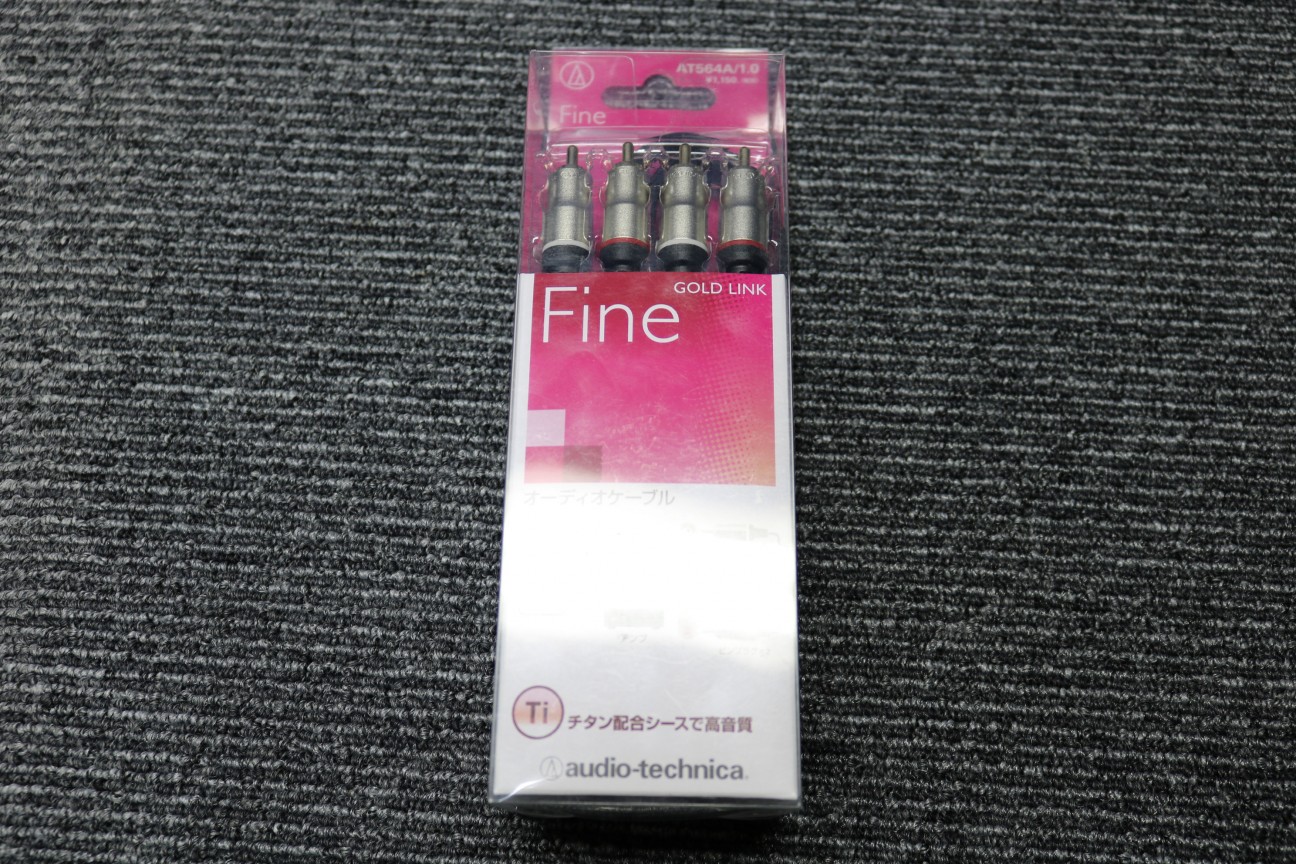 AT564A/1.0
Fine
GOLD LINK
Fine
オーディオケーブル
Ti
チタン配合シースで高音質
audio-technica